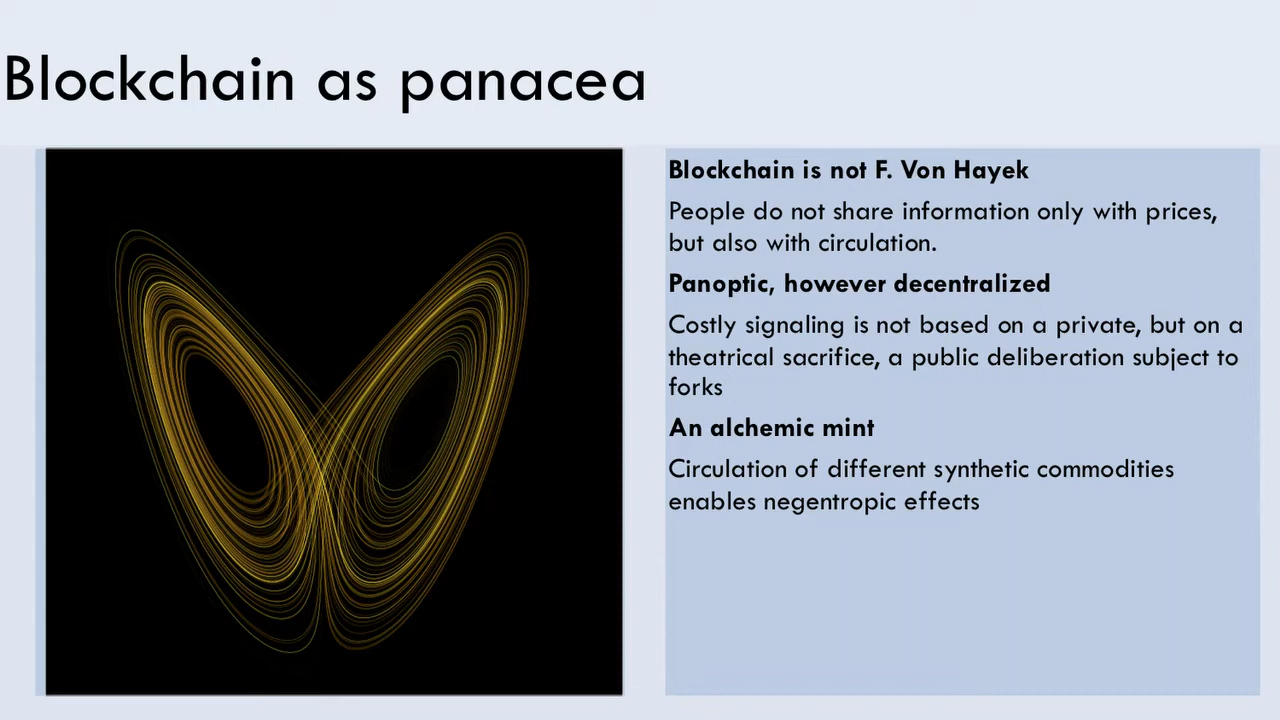 Blockchain as panacea
Blockchain is not F. Von Hayek
People do not share information only with prices,
but also with circulation.
Panoptic, however decentralized
Costly signaling is not based on a private, but on a
theatrical sacrifice, a public deliberation subject to
forks
An alchemic mint
Circulation of different synthetic commodities
enables negentropic effects